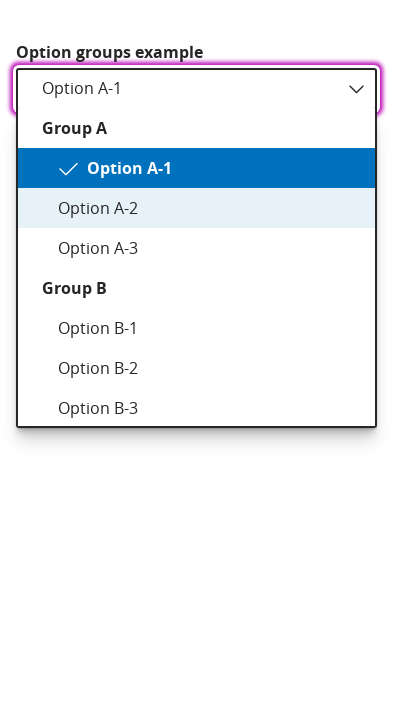 Option groups example
Option A-1
Group A
Option A-1
Option A-2
Option A-3
Group B
Option B-1
Option B-2
Option B-3